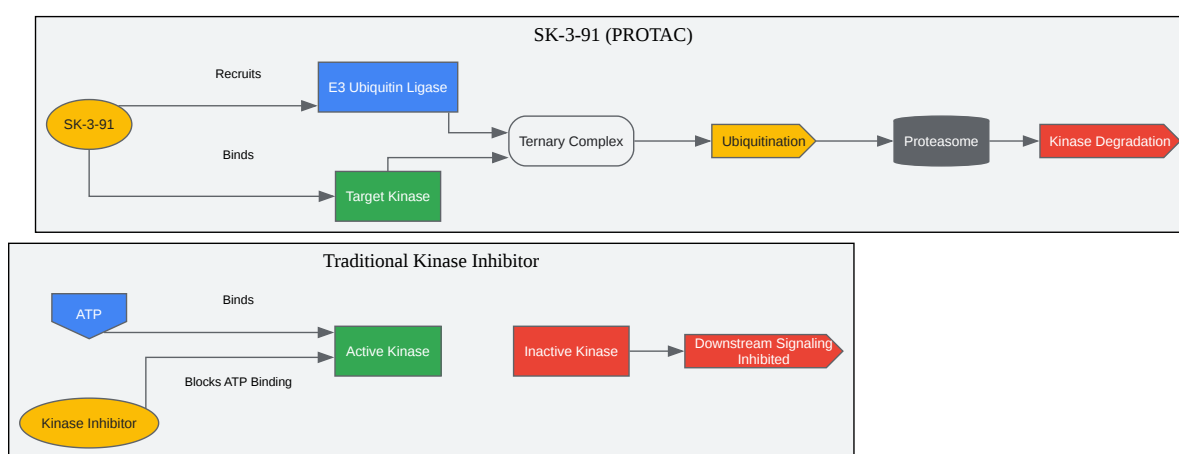 SK-3-91 (PROTAC)
Recruits
E3 Ubiquitin Ligase
SK-3-91
Binds
Target Kinase
Ternary Complex
Ubiquitination
Proteasome
Kinase Degradation
Traditional Kinase Inhibitor
ATP
Binds
Active Kinase
Blocks ATP Binding
Kinase Inhibitor
Inactive Kinase
Downstream Signaling
Inhibited